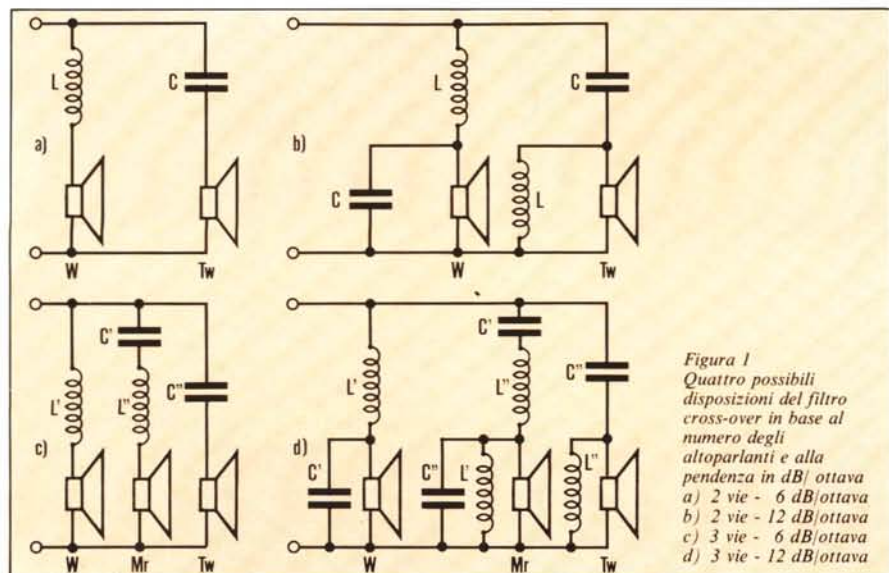 L
C
a)
W
Tw
L
C
b)
C
L
W
Tw
C'
L'
L"
C"
c)
W
Mr
Tw
C'
L'
L"
C"
d)
C'
C"
L'
L"
W
Mr
Tw
Figura 1
Quattro possibili
disposizioni del filtro
cross-over in base al
numero degli
altoparlanti e alla
pendenza in dB/ ottava
a) 2 vie - 6 dB/ottava
b) 2 vie - 12 dB/ottava
c) 3 vie - 6 dB/ottava
d) 3 vie - 12 dB/ottava